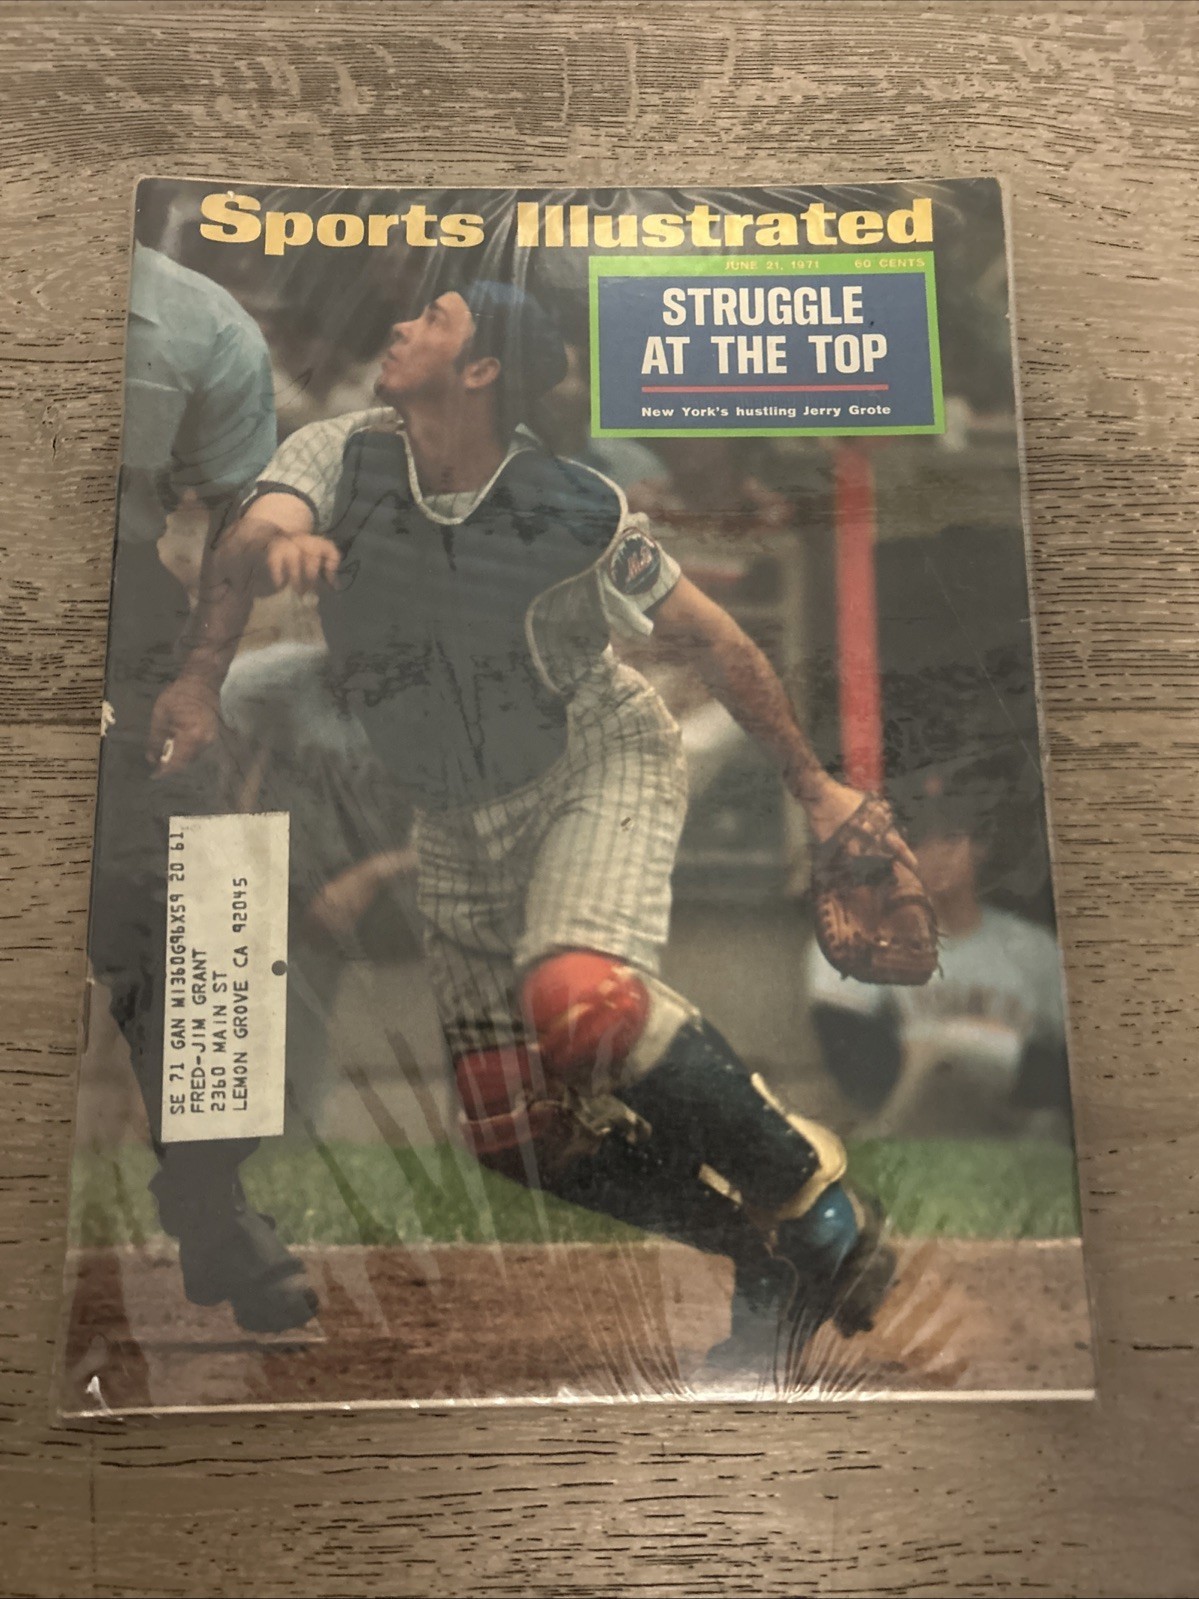 Sports Illustrated
JUNE 21, 1971 60 CENTS
STRUGGLE
AT THE TOP
New York's hustling Jerry Grote
Mets
SE 71 GAN M1360G96X59 20 61
FRED-JIM GRANT
2360 MAIN ST
LEMON GROVE CA 92045